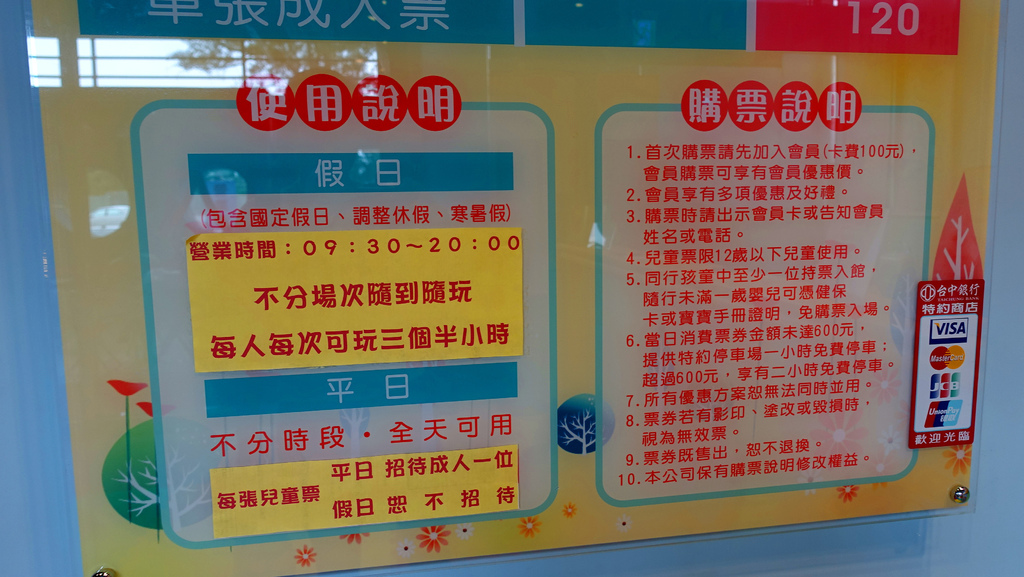 單張成人票
120
使用說明
假日
(包含國定假日、調整休假、寒暑假)
營業時間：09：30～20：00
不分場次隨到隨玩
每人每次可玩三個半小時
平日
不分時段・全天可用
每張兒童票
平日 招待成人一位
假日 恕 不 招 待
購票說明
1. 首次購票請先加入會員(卡費100元)，
會員購票可享有會員優惠價。
2. 會員享有多項優惠及好禮。
3. 購票時請出示會員卡或告知會員
姓名或電話。
4. 兒童票限12歲以下兒童使用。
5. 同行孩童中至少一位持票入館，
隨行未滿一歲嬰兒可憑健保
卡或寶寶手冊證明，免購票入場。
6. 當日消費票券金額未達600元，
提供特約停車場一小時免費停車；
超過600元，享有二小時免費停車。
7. 所有優惠方案恕無法同時並用。
8. 票券若有影印、塗改或毀損時，
視為無效票。
9. 票券既售出，恕不退換。
10. 本公司保有購票說明修改權益。
台中銀行
TAICHUNG BANK
特約商店
VISA
MasterCard
JCB
UnionPay
銀聯
歡迎光臨